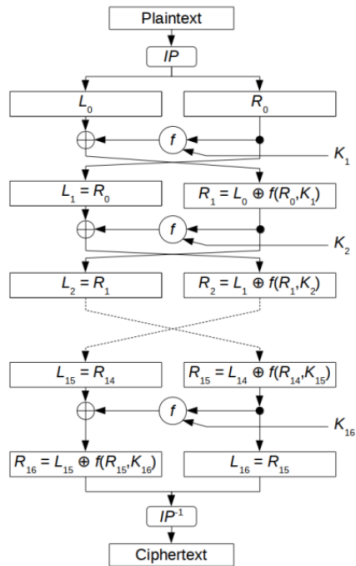 Plaintext
IP
L₀ R₀
f
K₁
L₁ = R₀ R₁ = L₀ ⊕ f(R₀,K₁)
f
K₂
L₂ = R₁ R₂ = L₁ ⊕ f(R₁,K₂)
L₁₅ = R₁₄ R₁₅ = L₁₄ ⊕ f(R₁₄,K₁₅)
f
K₁₆
R₁₆ = L₁₅ ⊕ f(R₁₅,K₁₆) L₁₆ = R₁₅
IP⁻¹
Ciphertext